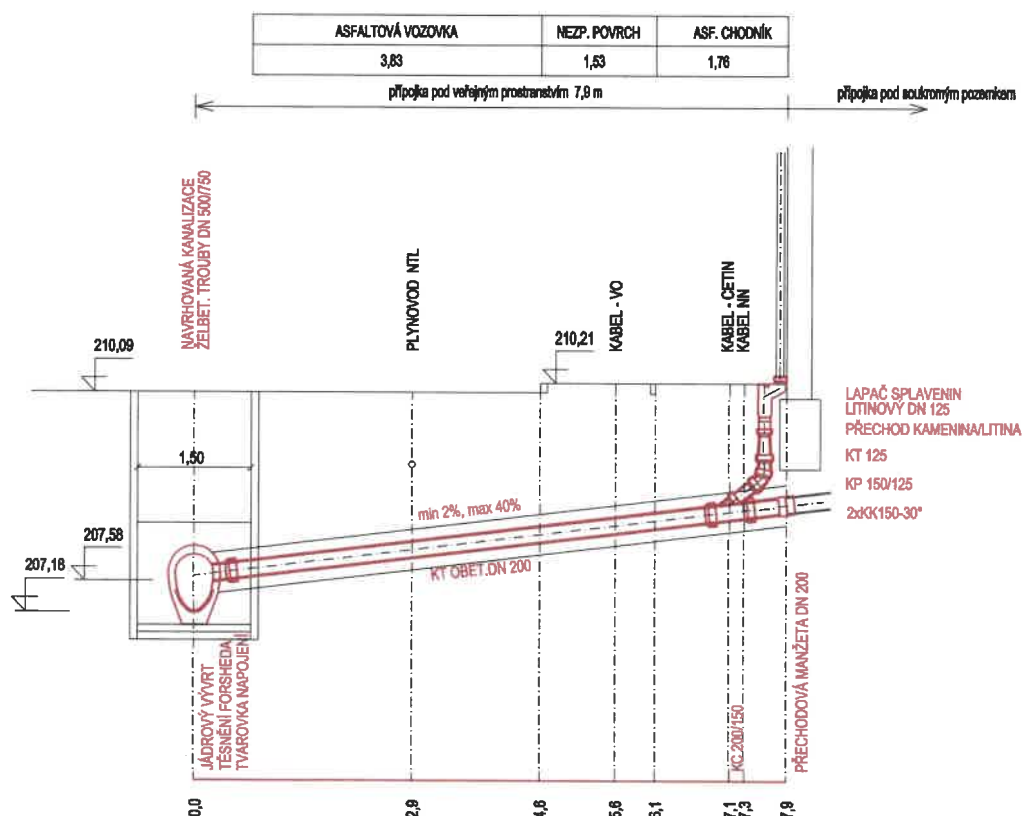 ASFALTOVÁ VOZOVKA NEZP. POVRCH ASF. CHODNÍK
3,83 1,53 1,76
přípojka pod veřejným prostranstvím 7,9 m
přípojka pod soukromým pozemkem
NAVRHOVANÁ KANALIZACE
ŽELBET. TROUBY DN 500/750
PLYNOVOD NTL
KABEL - VO
KABEL - CETIN
KABEL NN
210,09
210,21
LAPAČ SPLAVENIN
LITINOVÝ DN 125
PŘECHOD KAMENINA/LITINA
KT 125
KP 150/125
2xKK150-30°
1,50
min 2%, max 40%
207,58
207,18
KT OBET.DN 200
JÁDROVÝ VÝVRT
TĚSNĚNÍ FORSHEDA
TVAROVKA NAPOJENÍ
KC 200/150
PŘECHODOVÁ MANŽETA DN 200
0,0
2,9
4,6
5,6
6,1
7,1
7,3
7,9